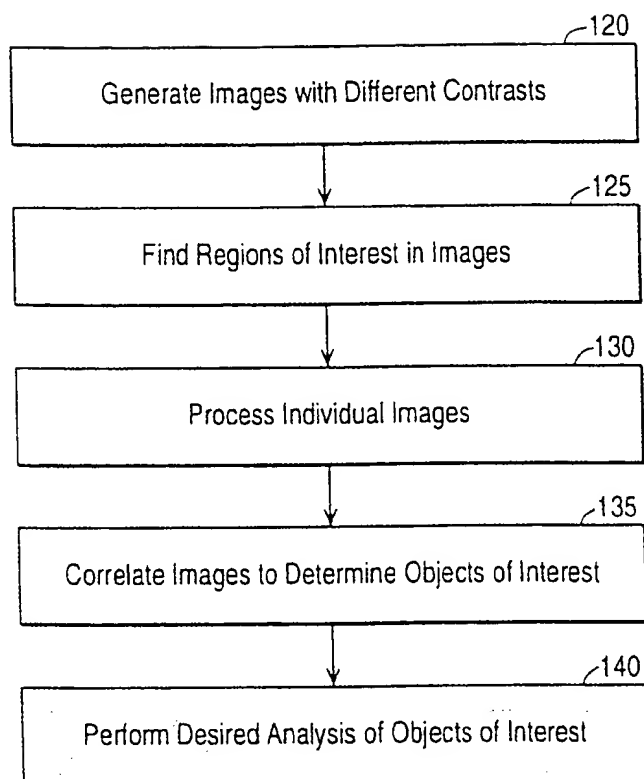 120
Generate Images with Different Contrasts
125
Find Regions of Interest in Images
130
Process Individual Images
135
Correlate Images to Determine Objects of Interest
140
Perform Desired Analysis of Objects of Interest